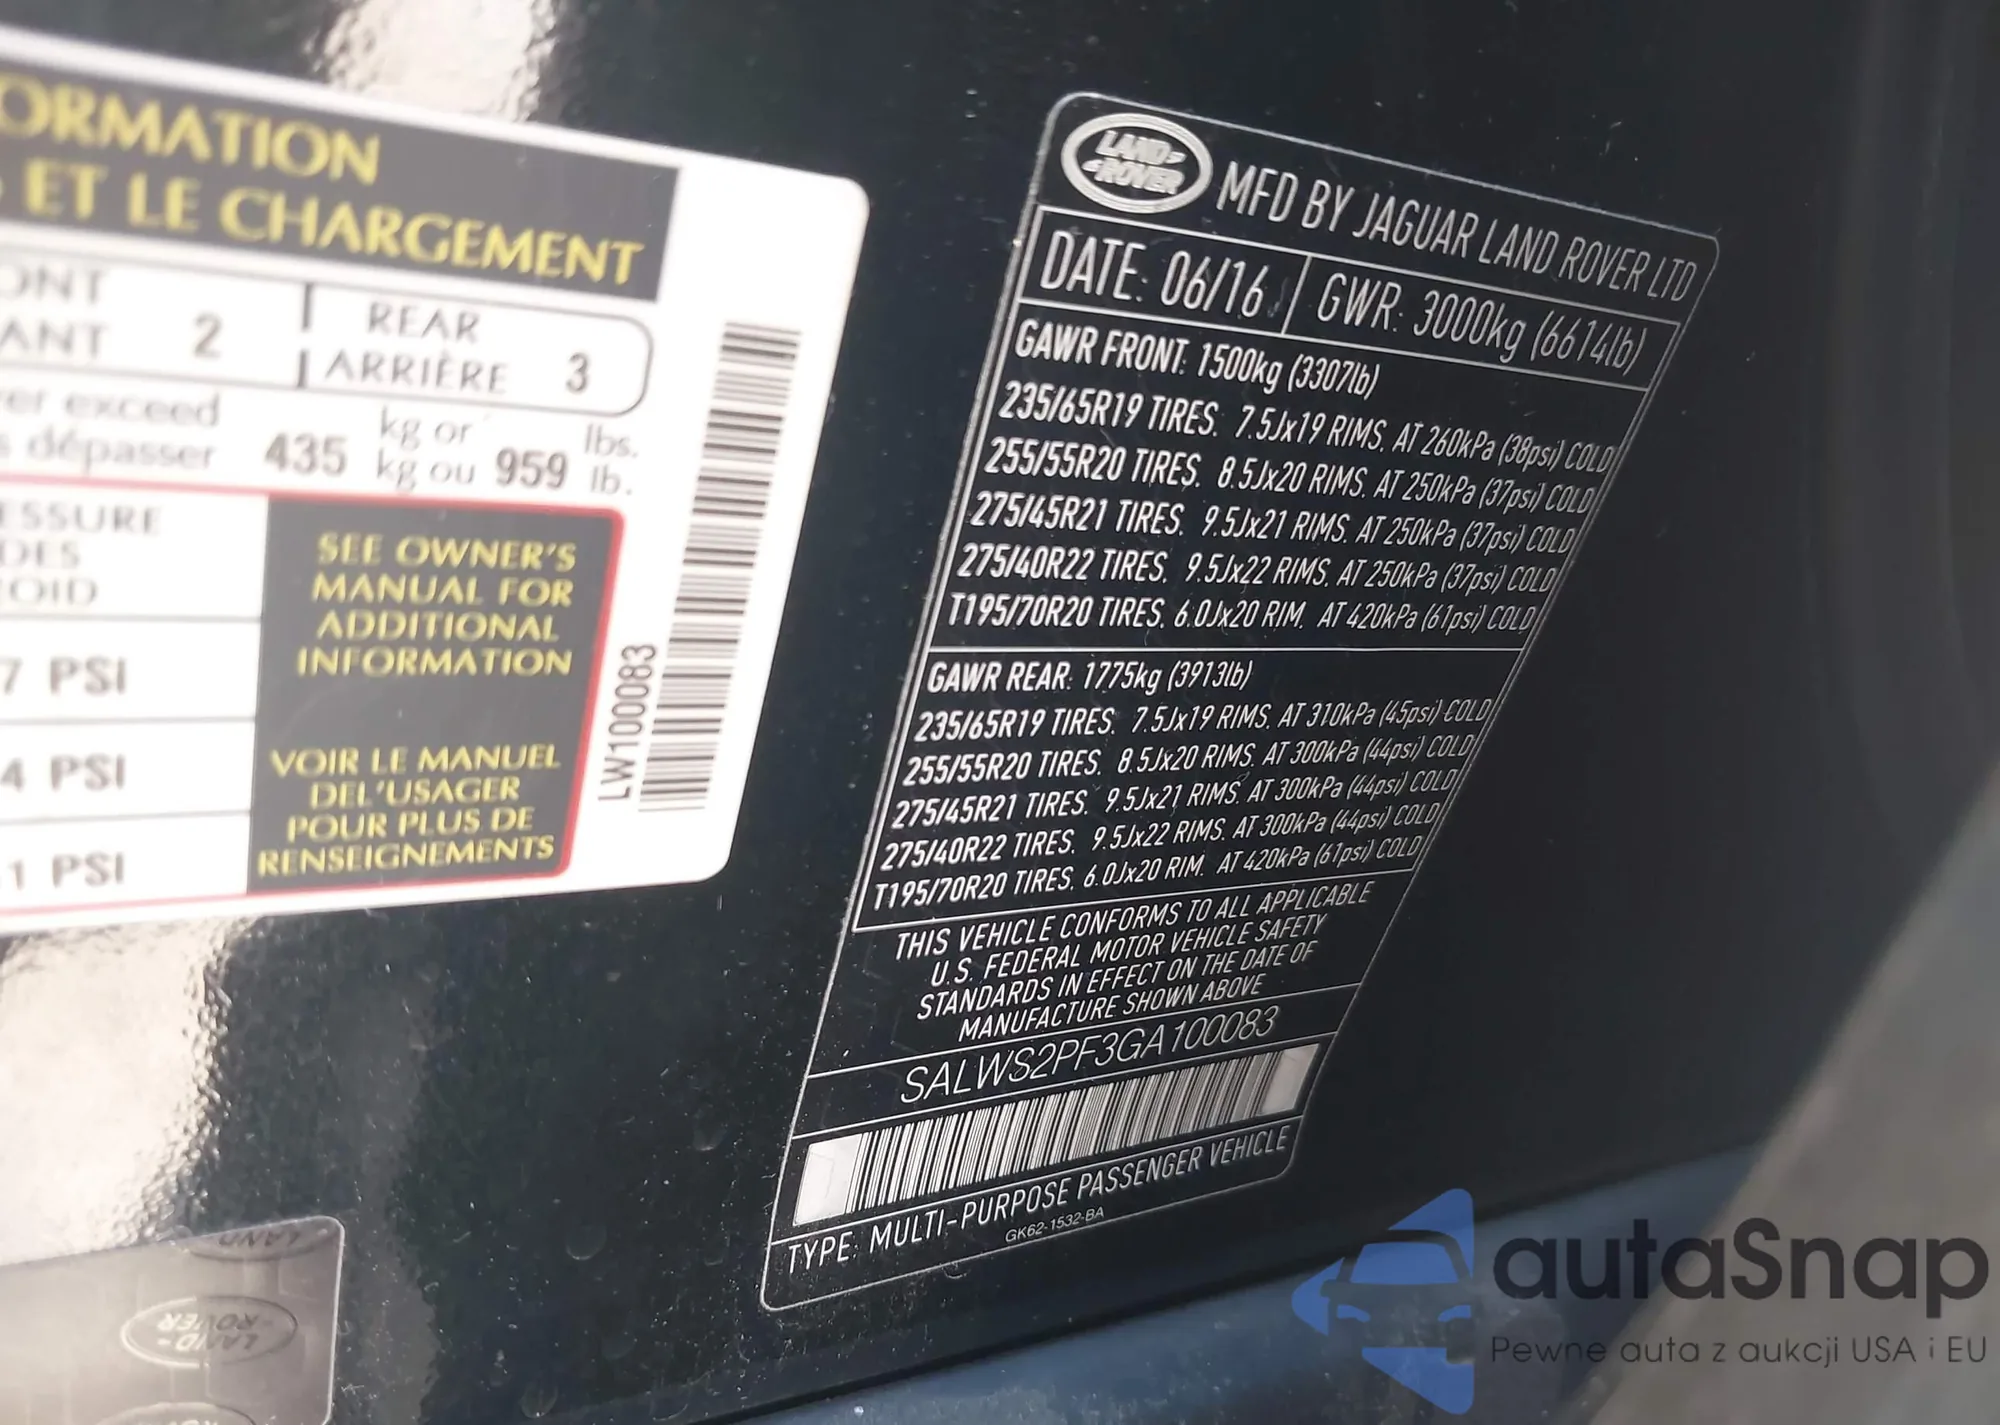 ORMATION
ET LE CHARGEMENT
ONT
ANT 2
REAR
ARRIÈRE 3
er exceed
s dépasser 435 kg or
kg ou 959 lbs.
lb.
ESSURE
DES
OID
7 PSI
4 PSI
1 PSI
SEE OWNER'S
MANUAL FOR
ADDITIONAL
INFORMATION
VOIR LE MANUEL
DEL'USAGER
POUR PLUS DE
RENSEIGNEMENTS
LW100083
LAND
ROVER
MFD BY JAGUAR LAND ROVER LTD
DATE: 06/16 GWR: 3000kg (6614lb)
GAWR FRONT: 1500kg (3307lb)
235/65R19 TIRES. 7.5Jx19 RIMS. AT 260kPa (38psi) COLD
255/55R20 TIRES. 8.5Jx20 RIMS. AT 250kPa (37psi) COLD
275/45R21 TIRES. 9.5Jx21 RIMS. AT 250kPa (37psi) COLD
275/40R22 TIRES. 9.5Jx22 RIMS. AT 250kPa (37psi) COLD
T195/70R20 TIRES. 6.0Jx20 RIM. AT 420kPa (61psi) COLD
GAWR REAR: 1775kg (3913lb)
235/65R19 TIRES. 7.5Jx19 RIMS. AT 310kPa (45psi) COLD
255/55R20 TIRES. 8.5Jx20 RIMS. AT 300kPa (44psi) COLD
275/45R21 TIRES. 9.5Jx21 RIMS. AT 300kPa (44psi) COLD
275/40R22 TIRES. 9.5Jx22 RIMS. AT 300kPa (44psi) COLD
T195/70R20 TIRES. 6.0Jx20 RIM. AT 420kPa (61psi) COLD
THIS VEHICLE CONFORMS TO ALL APPLICABLE
U.S. FEDERAL MOTOR VEHICLE SAFETY
STANDARDS IN EFFECT ON THE DATE OF
MANUFACTURE SHOWN ABOVE
SALWS2PF3GA100083
TYPE: MULTI-PURPOSE PASSENGER VEHICLE
GK62-1532-BA
LAND
LAND-
-ROVER
autaSnap
Pewne auta z aukcji USA i EU